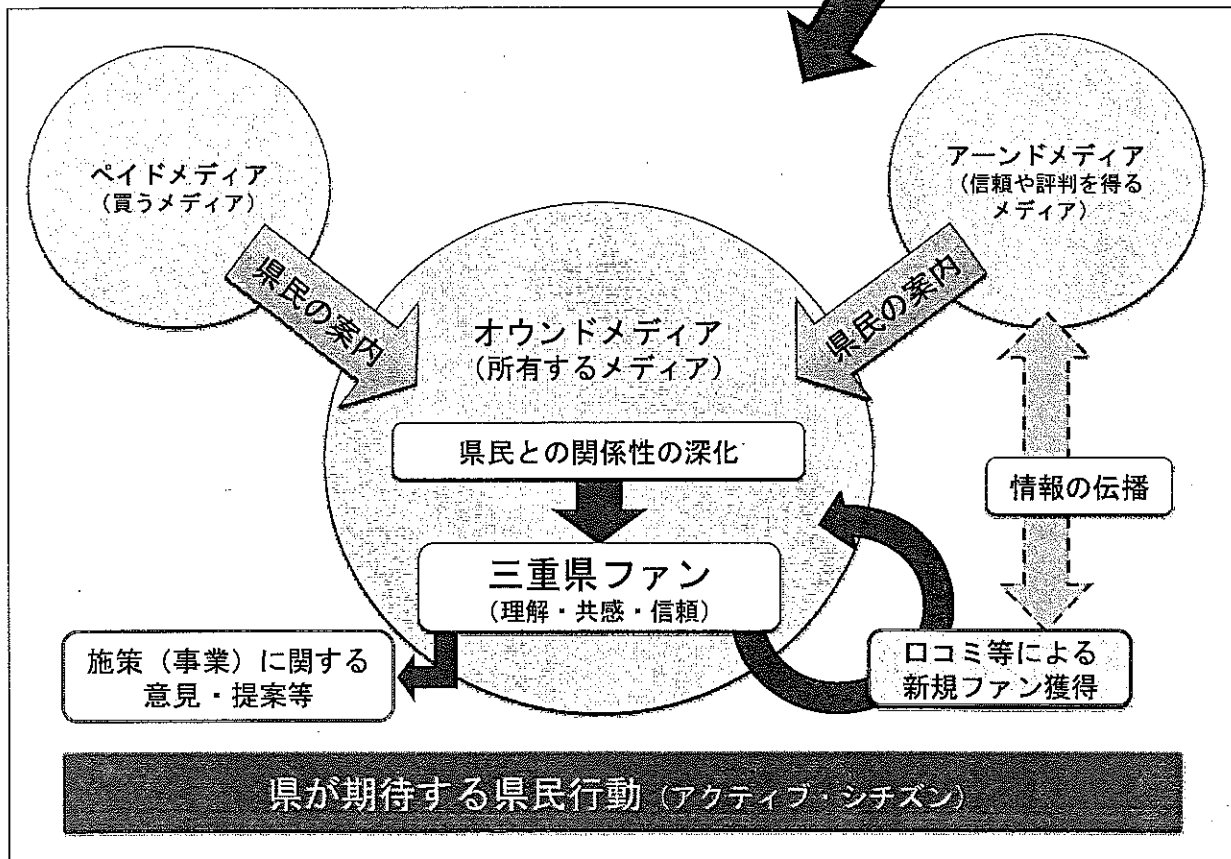 ペイドメディア
(買うメディア)
アーンドメディア
(信頼や評判を得る
メディア)
県民の案内
県民の案内
オウンドメディア
(所有するメディア)
県民との関係性の深化
情報の伝播
三重県ファン
(理解・共感・信頼)
施策(事業)に関する
意見・提案等
口コミ等による
新規ファン獲得
県が期待する県民行動(アクティブ・シチズン)